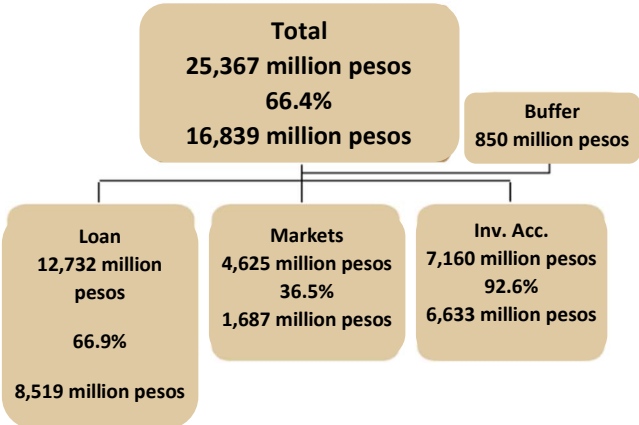 Total
25,367 million pesos
66.4%
16,839 million pesos
Buffer
850 million pesos
Loan
12,732 million
pesos
66.9%
8,519 million pesos
Markets
4,625 million pesos
36.5%
1,687 million pesos
Inv. Acc.
7,160 million pesos
92.6%
6,633 million pesos